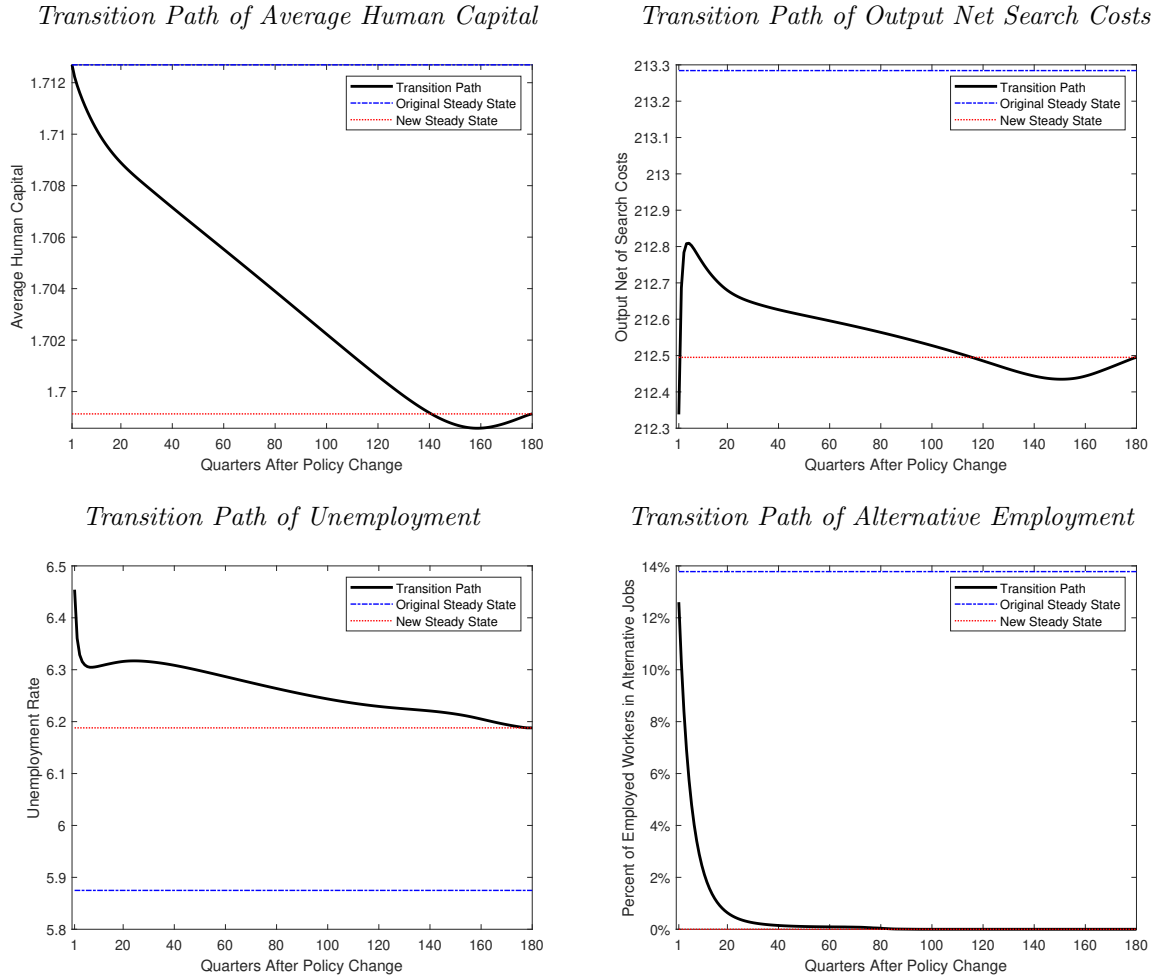 Transition Path of Average Human Capital
1.712
1.71
1.708
1.706
1.704
1.702
1.7
Average Human Capital
Transition Path
Original Steady State
New Steady State
1 20 40 60 80 100 120 140 160 180
Quarters After Policy Change
Transition Path of Output Net Search Costs
213.3
213.2
213.1
213
212.9
212.8
212.7
212.6
212.5
212.4
212.3
Output Net of Search Costs
Transition Path
Original Steady State
New Steady State
1 20 40 60 80 100 120 140 160 180
Quarters After Policy Change
Transition Path of Unemployment
6.5
6.4
6.3
6.2
6.1
6
5.9
5.8
Unemployment Rate
Transition Path
Original Steady State
New Steady State
1 20 40 60 80 100 120 140 160 180
Quarters After Policy Change
Transition Path of Alternative Employment
14%
12%
10%
8%
6%
4%
2%
0%
Percent of Employed Workers in Alternative Jobs
Transition Path
Original Steady State
New Steady State
1 20 40 60 80 100 120 140 160 180
Quarters After Policy Change